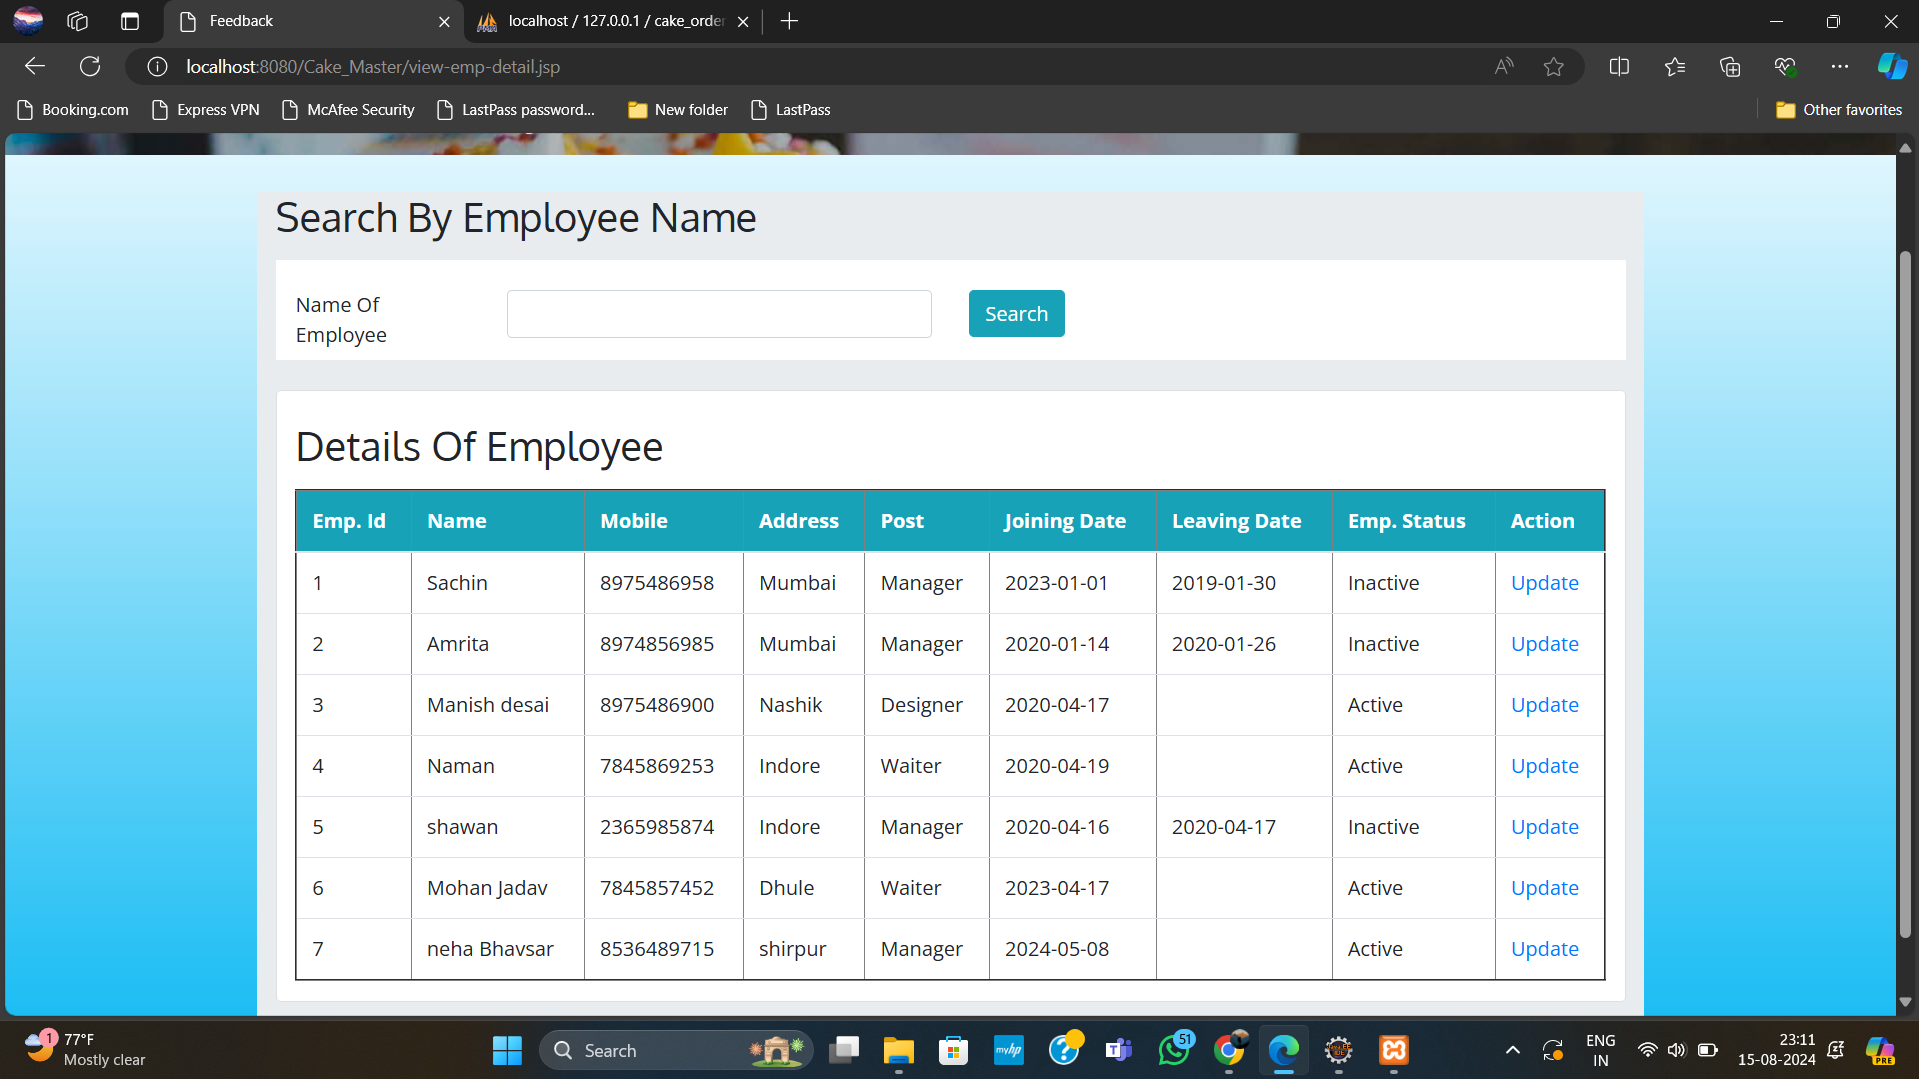 Feedback
localhost / 127.0.0.1 / cake_order
localhost:8080/Cake_Master/view-emp-detail.jsp
Booking.com
Express VPN
McAfee Security
LastPass password...
New folder
LastPass
Other favorites
Search By Employee Name
Name Of
Employee
Search
Details Of Employee
Emp. Id Name Mobile Address Post Joining Date Leaving Date Emp. Status Action
1 Sachin 8975486958 Mumbai Manager 2023-01-01 2019-01-30 Inactive Update
2 Amrita 8974856985 Mumbai Manager 2020-01-14 2020-01-26 Inactive Update
3 Manish desai 8975486900 Nashik Designer 2020-04-17 Active Update
4 Naman 7845869253 Indore Waiter 2020-04-19 Active Update
5 shawan 2365985874 Indore Manager 2020-04-16 2020-04-17 Inactive Update
6 Mohan Jadav 7845857452 Dhule Waiter 2023-04-17 Active Update
7 neha Bhavsar 8536489715 shirpur Manager 2024-05-08 Active Update
1
77°F
Mostly clear
Search
myhp
51
ENG
IN
23:11
15-08-2024
PRE